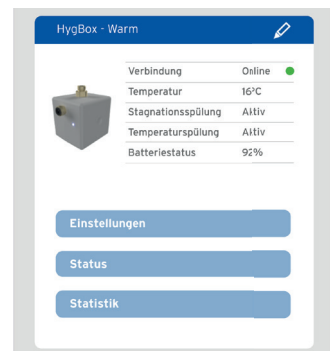 HygBox - Warm
Verbindung Online
Temperatur 16°C
Stagnationsspülung Aktiv
Temperaturspülung Aktiv
Batteriestatus 92%
Einstellungen
Status
Statistik